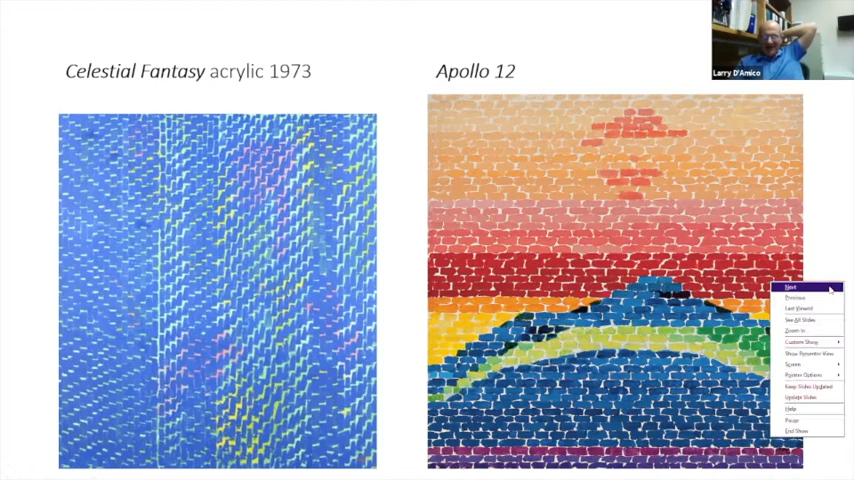 Celestial Fantasy acrylic 1973
Apollo 12
Larry D'Amico
Next
Previous
Last Viewed
See All Slides
Zoom In
Custom Show
Show Presenter View
Screen
Pointer Options
Keep Slides Updated
Update Slides
Help
Pause
End Show